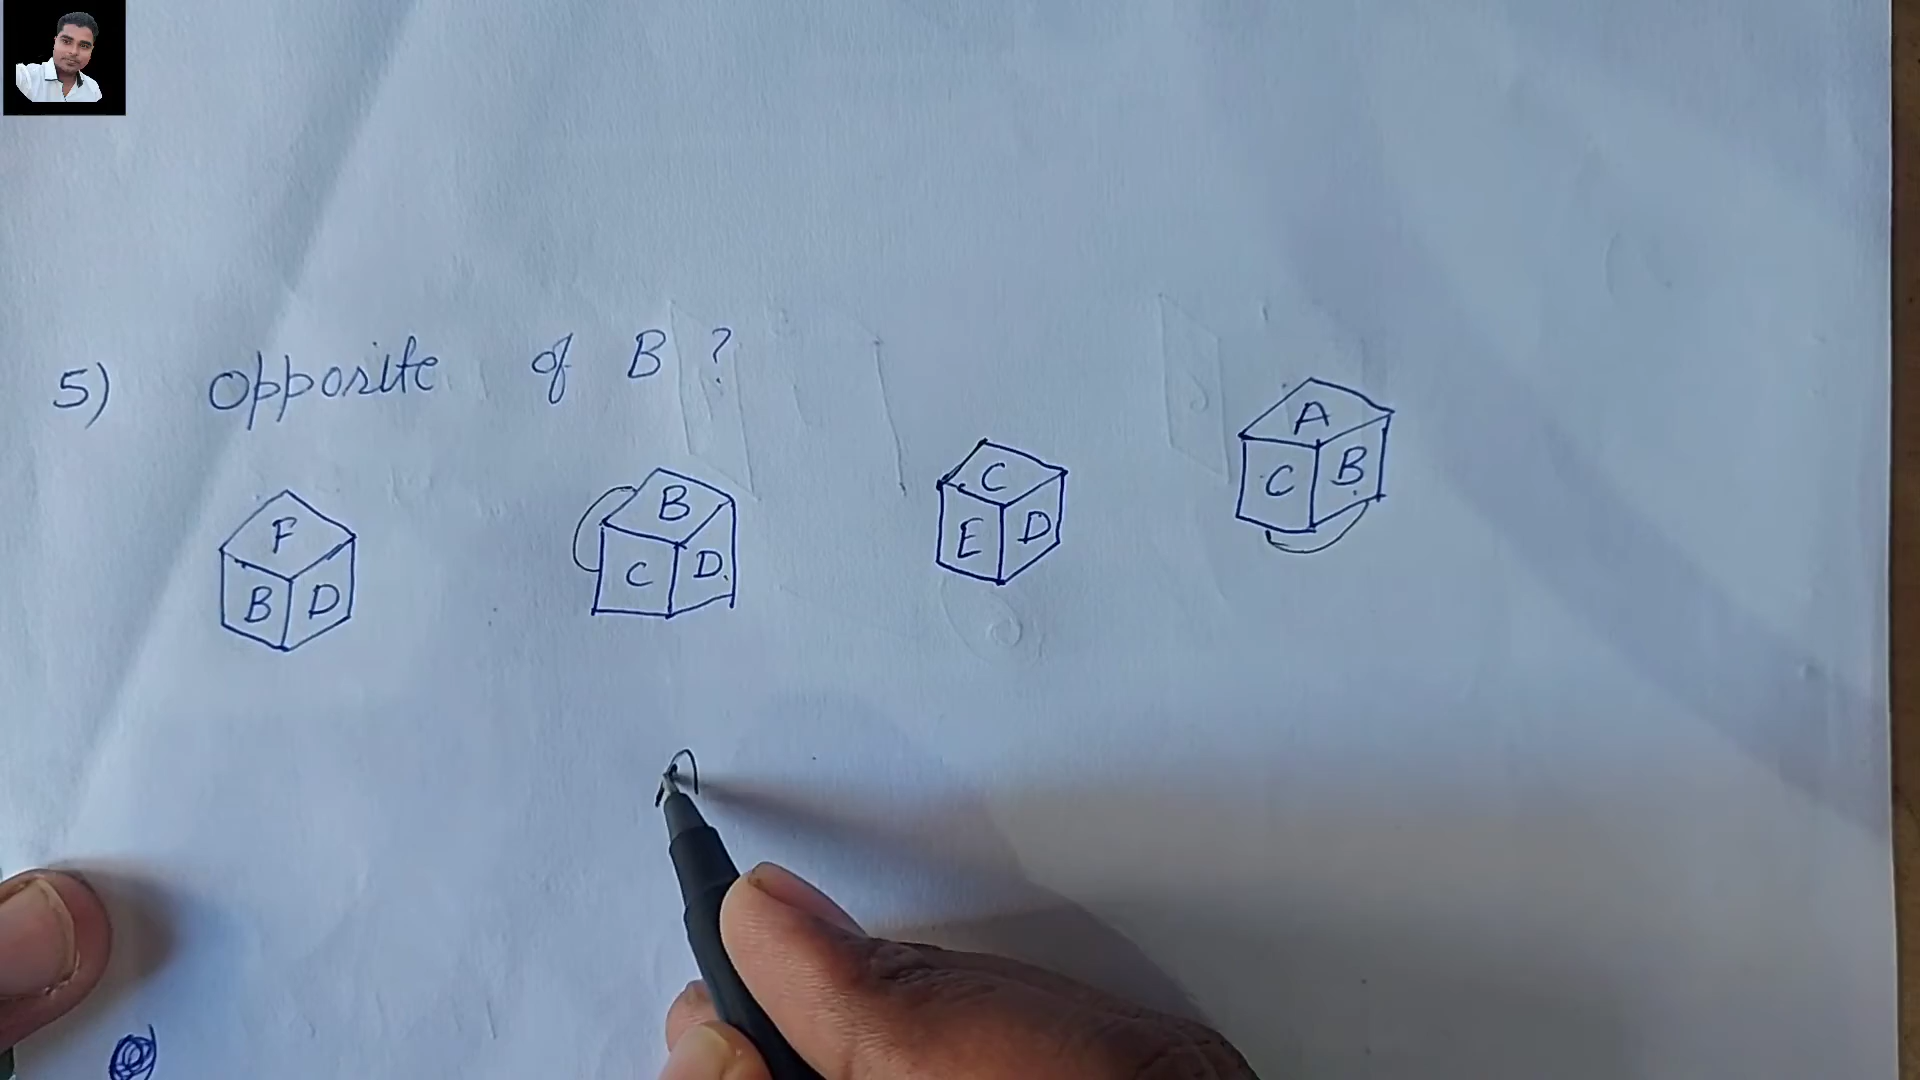 5) opposite of B ?
F
B D
B
C D
C
E D
A
C B